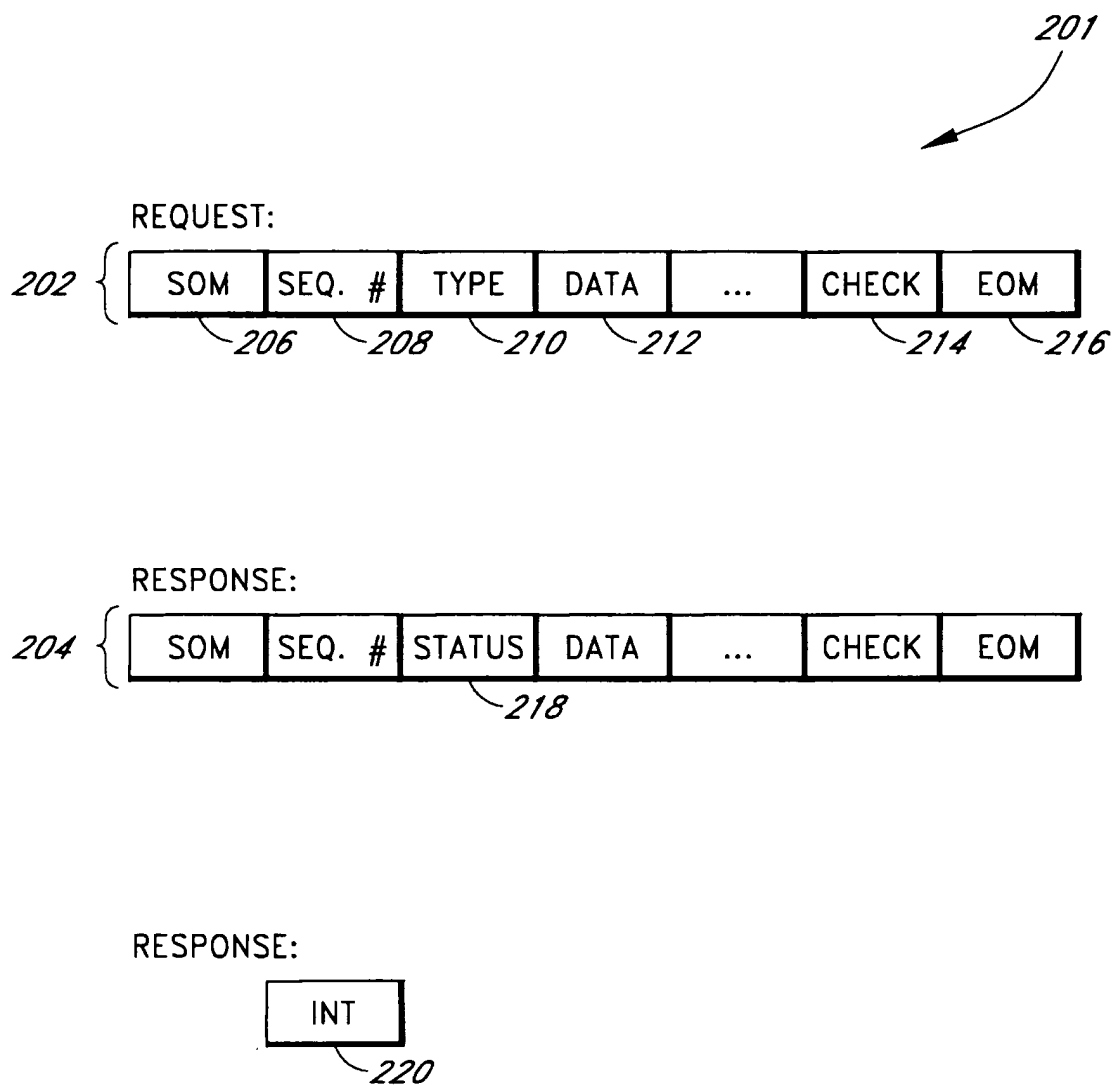 201
REQUEST:
202 SOM SEQ. # TYPE DATA ... CHECK EOM
206 208 210 212 214 216
RESPONSE:
204 SOM SEQ. # STATUS DATA ... CHECK EOM
218
RESPONSE:
INT
220